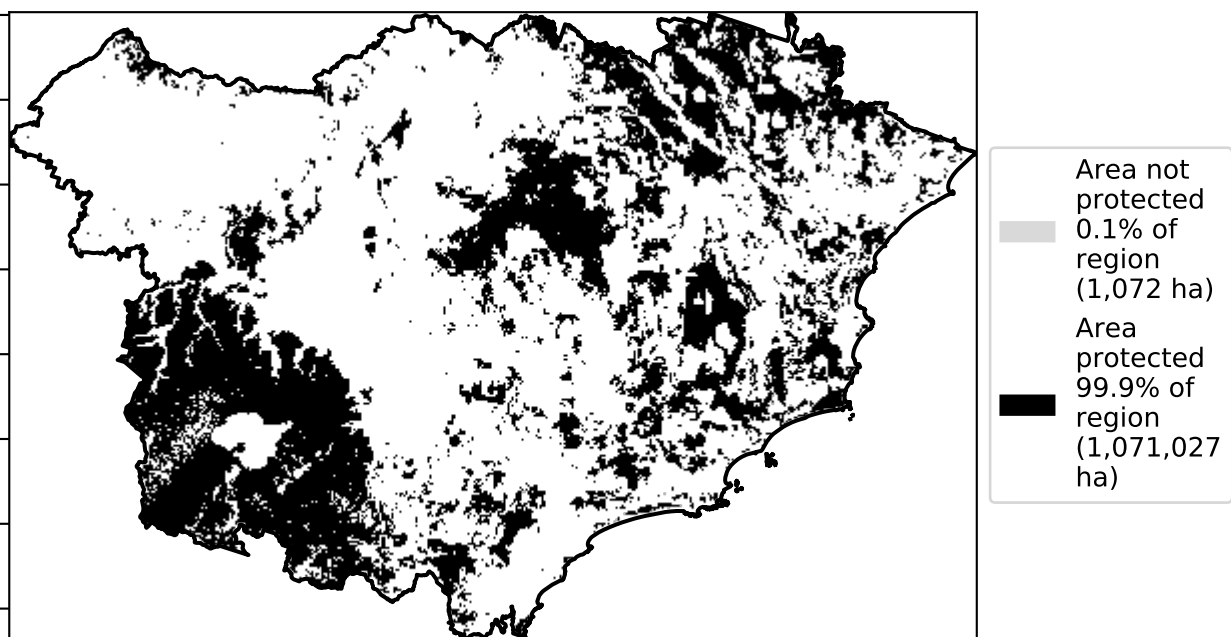 Area not
protected
0.1% of
region
(1,072 ha)
Area
protected
99.9% of
region
(1,071,027
ha)